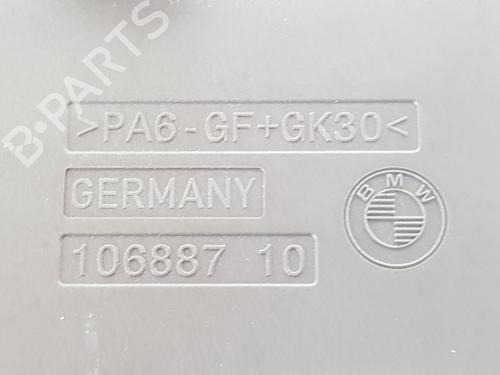 B-PARTS
>PA6-GF+GK30<
GERMANY
BMW
106887 10